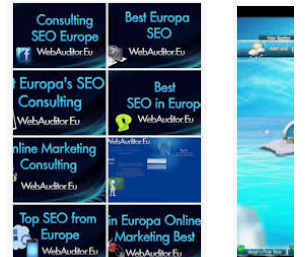 Consulting
SEO Europe
WebAuditor.Eu
Best Europa
SEO
WebAuditor.Eu
Europa's SEO
Consulting
WebAuditor.Eu
Best
SEO in Europ
WebAuditor.Eu
nline Marketing
Consulting
WebAuditor.Eu
WebAuditor.Eu
Top SEO from
Europe
WebAuditor.Eu
in Europa Online
Marketing Best
WebAuditor.Eu